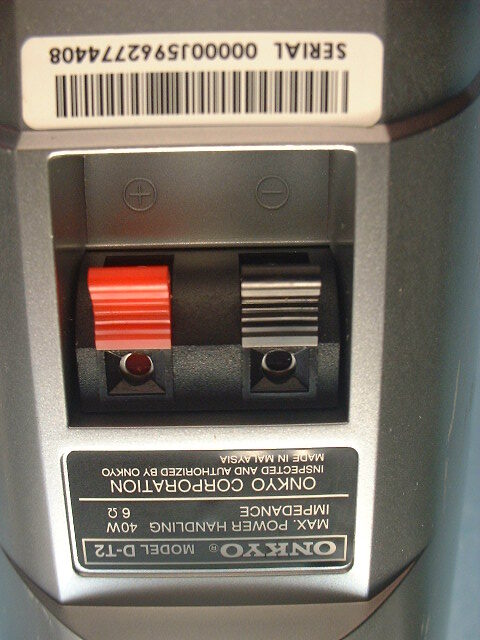 ONKYO® MODEL D-T2
MAX. POWER HANDLING 40W
IMPEDANCE 6 Ω
ONKYO CORPORATION
INSPECTED AND AUTHORIZED BY ONKYO
MADE IN MALAYSIA
− +
SERIAL 00000J5962774408